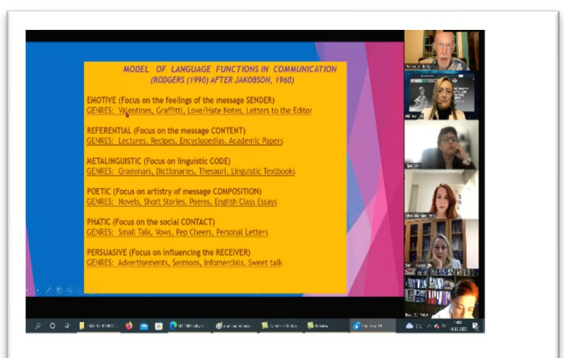 MODEL OF LANGUAGE FUNCTIONS IN COMMUNICATION
(RODGERS (1990) AFTER JAKOBSON, 1960)
EMOTIVE (Focus on the feelings of the message SENDER)
GENRES: Valentines, Graffitti, Love/Hate Notes, Letters to the Editor
REFERENTIAL (Focus on the message CONTENT)
GENRES: Lectures, Recipes, Encyclopedias, Academic Papers
METALINGUISTIC (Focus on linguistic CODE)
GENRES: Grammars, Dictionaries, Thesauri, Linguistic Textbooks
POETIC (Focus on artistry of message COMPOSITION)
GENRES: Novels, Short Stories, Poems, English Class Essays
PHATIC (Focus on the social CONTACT)
GENRES: Small Talk, Vows, Pep Cheers, Personal Letters
PERSUASIVE (Focus on influencing the RECEIVER)
GENRES: Advertisements, Sermons, Infomercials, Sweet talk